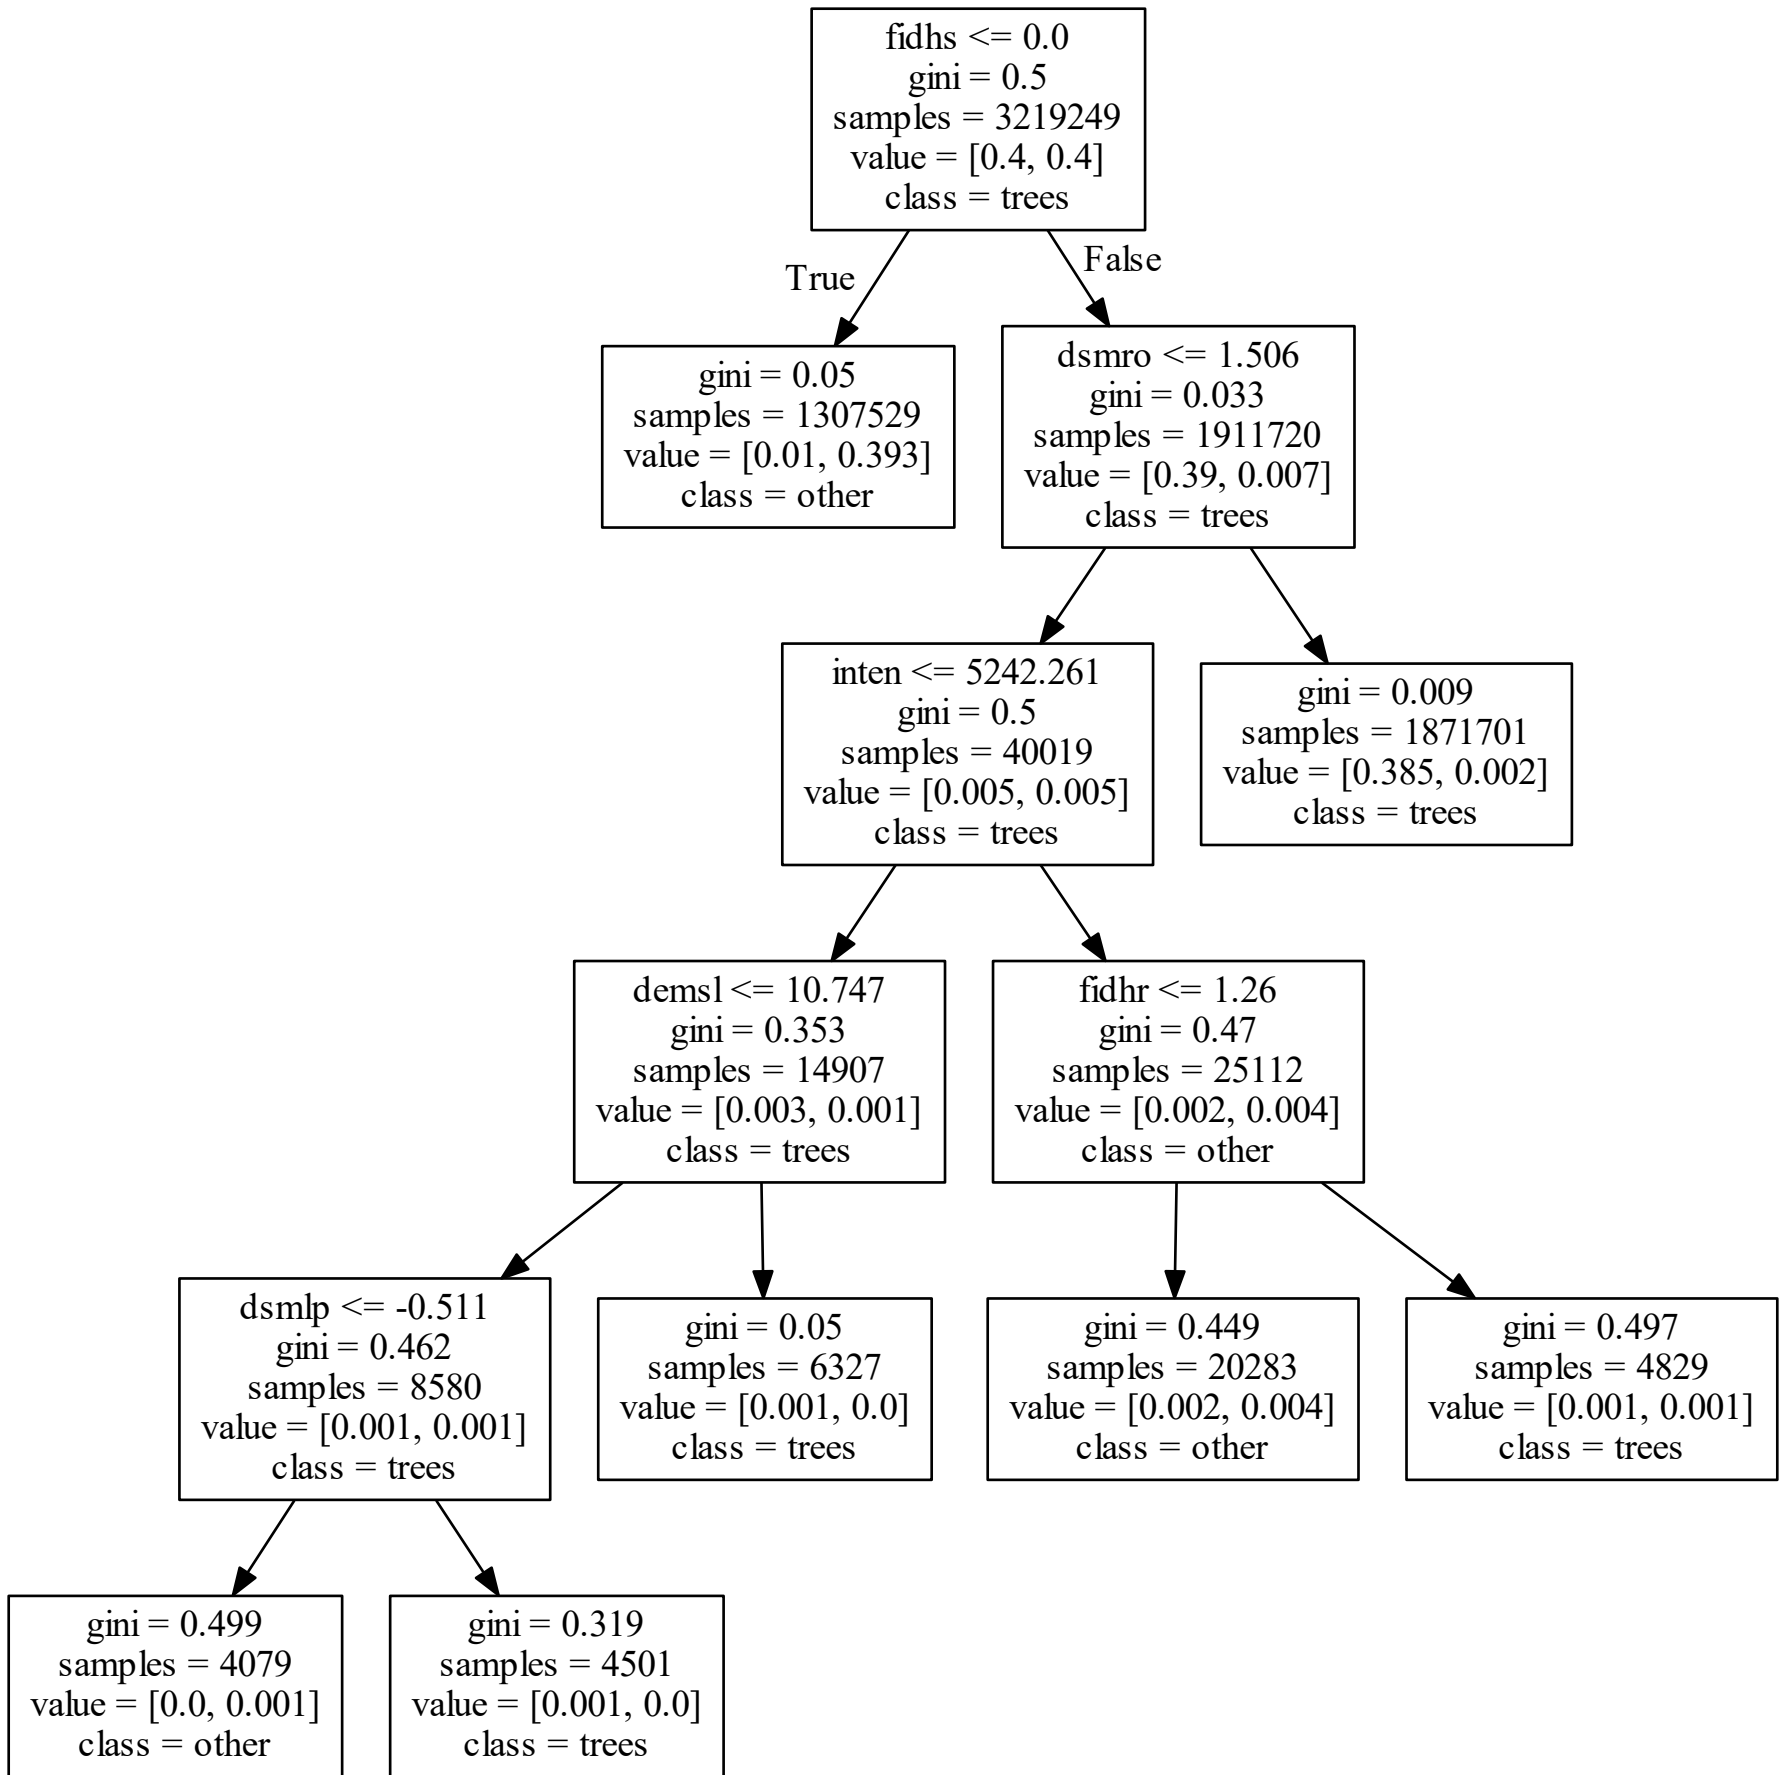 fidhs <= 0.0
gini = 0.5
samples = 3219249
value = [0.4, 0.4]
class = trees
True
False
gini = 0.05
samples = 1307529
value = [0.01, 0.393]
class = other
dsmro <= 1.506
gini = 0.033
samples = 1911720
value = [0.39, 0.007]
class = trees
inten <= 5242.261
gini = 0.5
samples = 40019
value = [0.005, 0.005]
class = trees
gini = 0.009
samples = 1871701
value = [0.385, 0.002]
class = trees
demsl <= 10.747
gini = 0.353
samples = 14907
value = [0.003, 0.001]
class = trees
fidhr <= 1.26
gini = 0.47
samples = 25112
value = [0.002, 0.004]
class = other
dsmlp <= -0.511
gini = 0.462
samples = 8580
value = [0.001, 0.001]
class = trees
gini = 0.05
samples = 6327
value = [0.001, 0.0]
class = trees
gini = 0.449
samples = 20283
value = [0.002, 0.004]
class = other
gini = 0.497
samples = 4829
value = [0.001, 0.001]
class = trees
gini = 0.499
samples = 4079
value = [0.0, 0.001]
class = other
gini = 0.319
samples = 4501
value = [0.001, 0.0]
class = trees